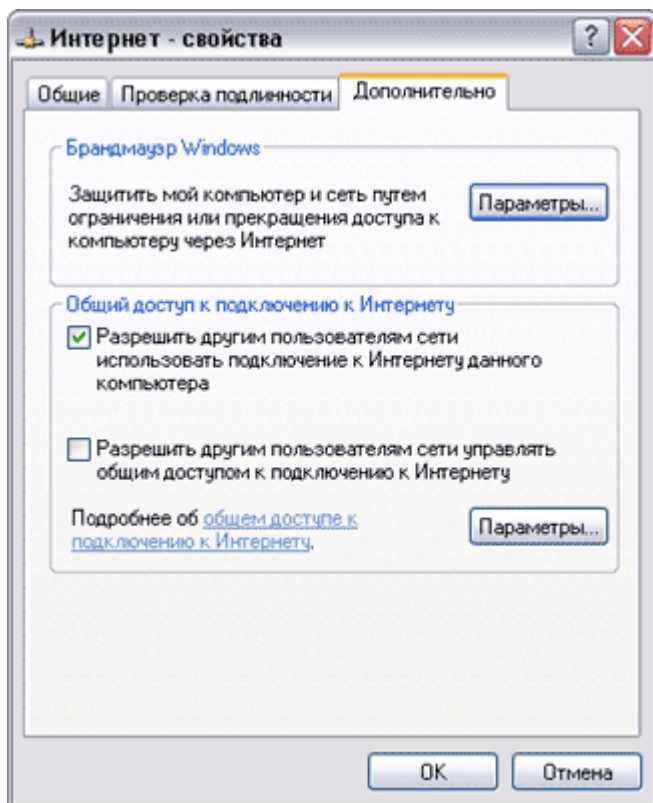 Интернет - свойства
Общие Проверка подлинности Дополнительно
Брандмауэр Windows
Защитить мой компьютер и сеть путем
ограничения или прекращения доступа к
компьютеру через Интернет
Параметры...
Общий доступ к подключению к Интернету
Разрешить другим пользователям сети
использовать подключение к Интернету данного
компьютера
Разрешить другим пользователям сети управлять
общим доступом к подключению к Интернету
Подробнее об общем доступе к
подключению к Интернету.
Параметры...
OK Отмена